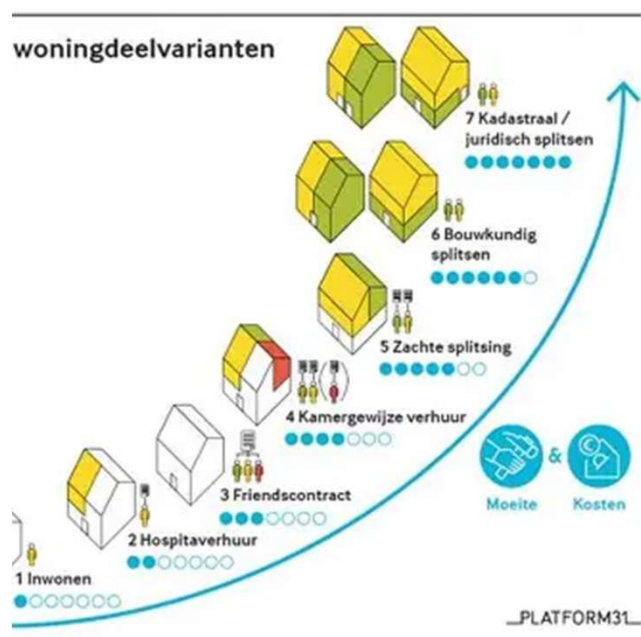 woningdeelvarianten
7 Kadastraal /
juridisch splitsen
6 Bouwkundig
splitsen
5 Zachte splitsing
4 Kamergewijze verhuur
3 Friendscontract
2 Hospitaverhuur
1 Inwonen
&
Moeite
Kosten
PLATFORM31